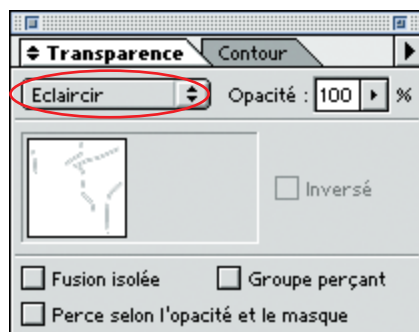 Transparence Contour
Eclaircir Opacité : 100 %
Inversé
Fusion isolée Groupe perçant
Perce selon l'opacité et le masque